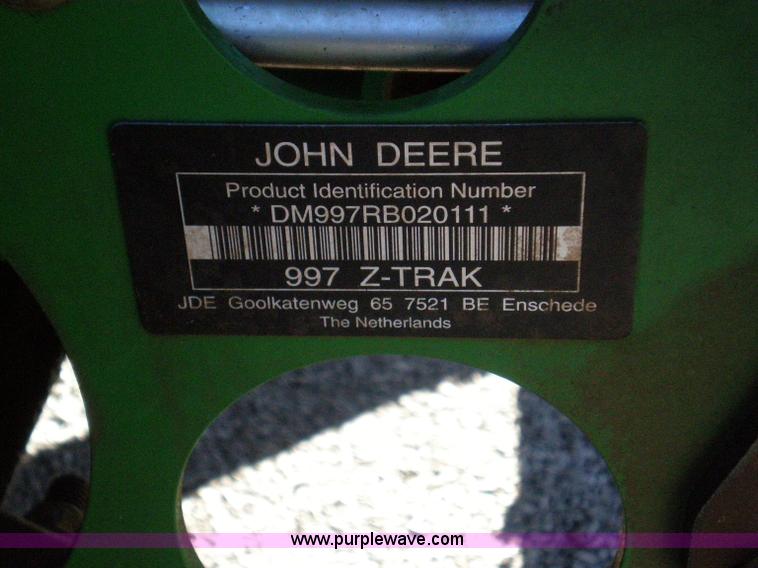 JOHN DEERE
Product Identification Number
* DM997RB020111 *
997 Z-TRAK
JDE Goolkatenweg 65 7521 BE Enschede
The Netherlands
www.purplewave.com